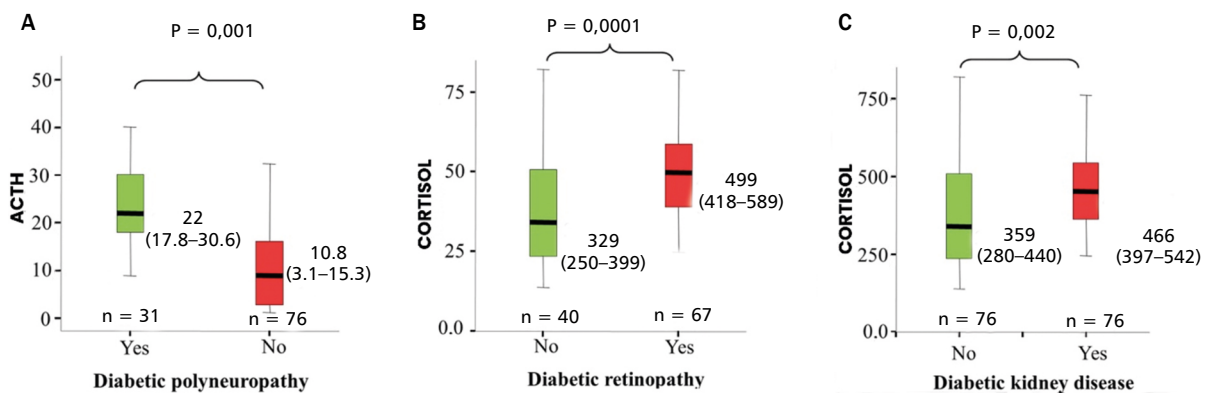 A
P = 0,001
ACTH
50
40
30
20
10
0
22
(17.8–30.6)
10.8
(3.1–15.3)
n = 31
n = 76
Yes
No
Diabetic polyneuropathy
B
P = 0,0001
CORTISOL
75
50
25
0.0
499
(418–589)
329
(250–399)
n = 40
n = 67
No
Yes
Diabetic retinopathy
C
P = 0,002
CORTISOL
750
500
250
0.0
359
(280–440)
466
(397–542)
n = 76
n = 76
No
Yes
Diabetic kidney disease